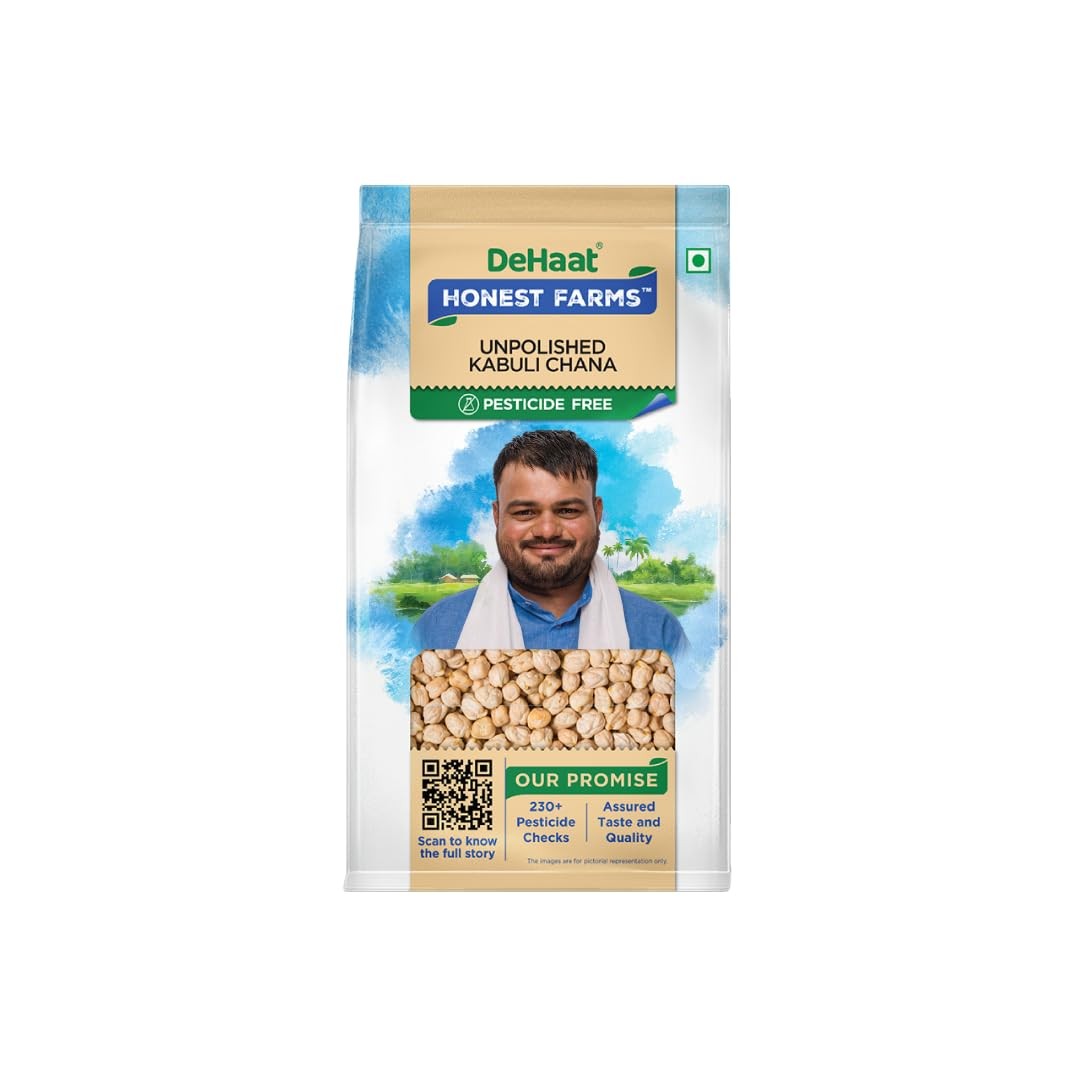 DeHaat®
HONEST FARMS™
UNPOLISHED
KABULI CHANA
PESTICIDE FREE
OUR PROMISE
230+
Pesticide
Checks
Assured
Taste and
Quality
Scan to know
the full story
The images are for pictorial representation only.